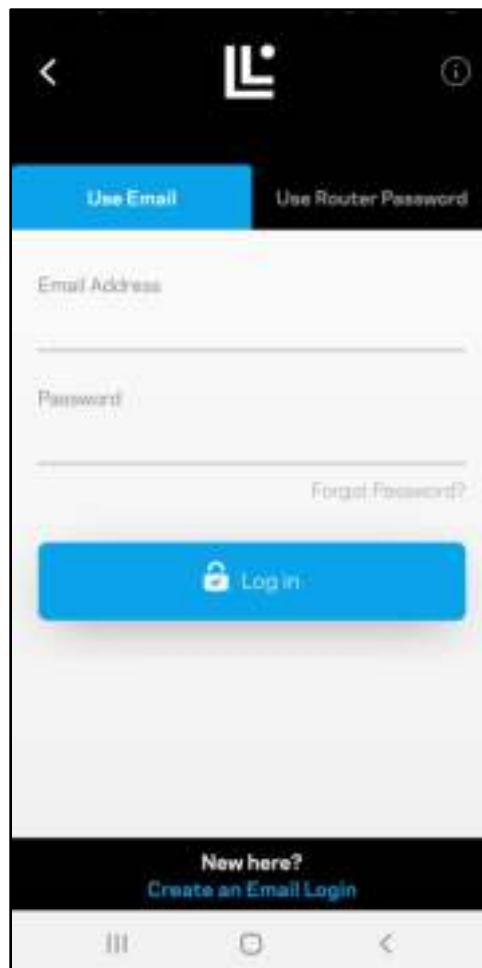 Use Email
Use Router Password
Email Address
Password
Forgot Password?
Log in
New here?
Create an Email Login